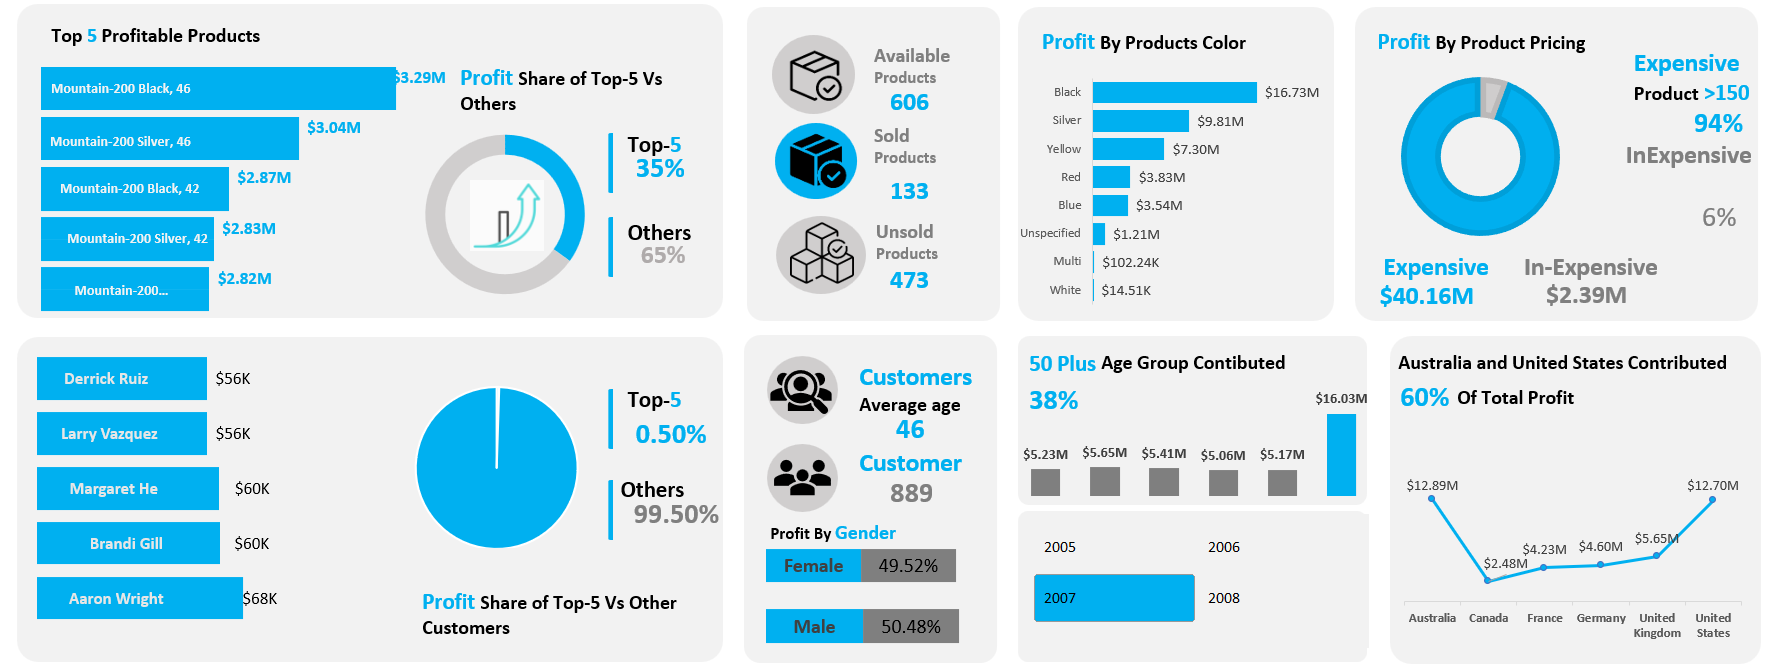 Top 5 Profitable Products
Mountain-200 Black, 46
$3.29M
Mountain-200 Silver, 46
$3.04M
Mountain-200 Black, 42
$2.87M
Mountain-200 Silver, 42
$2.83M
Mountain-200...
$2.82M
Profit Share of Top-5 Vs
Others
Top-5
35%
Others
65%
Available
Products
606
Sold
Products
133
Unsold
Products
473
Profit By Products Color
Black $16.73M
Silver $9.81M
Yellow $7.30M
Red $3.83M
Blue $3.54M
Unspecified $1.21M
Multi $102.24K
White $14.51K
Profit By Product Pricing
Expensive
Product >150
94%
InExpensive
6%
Expensive
$40.16M
In-Expensive
$2.39M
Derrick Ruiz $56K
Larry Vazquez $56K
Margaret He $60K
Brandi Gill $60K
Aaron Wright $68K
Top-5
0.50%
Others
99.50%
Profit Share of Top-5 Vs Other
Customers
Customers
Average age
46
Customer
889
Profit By Gender
Female 49.52%
Male 50.48%
50 Plus Age Group Contibuted
38%
$5.23M $5.65M $5.41M $5.06M $5.17M $16.03M
2005 2006
2007 2008
Australia and United States Contributed
60% Of Total Profit
$12.89M $2.48M $4.23M $4.60M $5.65M $12.70M
Australia Canada France Germany United Kingdom United States